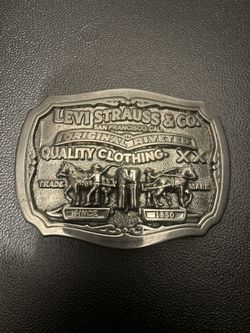 LEVI STRAUSS & CO.
SAN FRANCISCO, CAL.
ORIGINAL RIVETED
QUALITY CLOTHING. XX
TRADE MARK
SINCE 1850